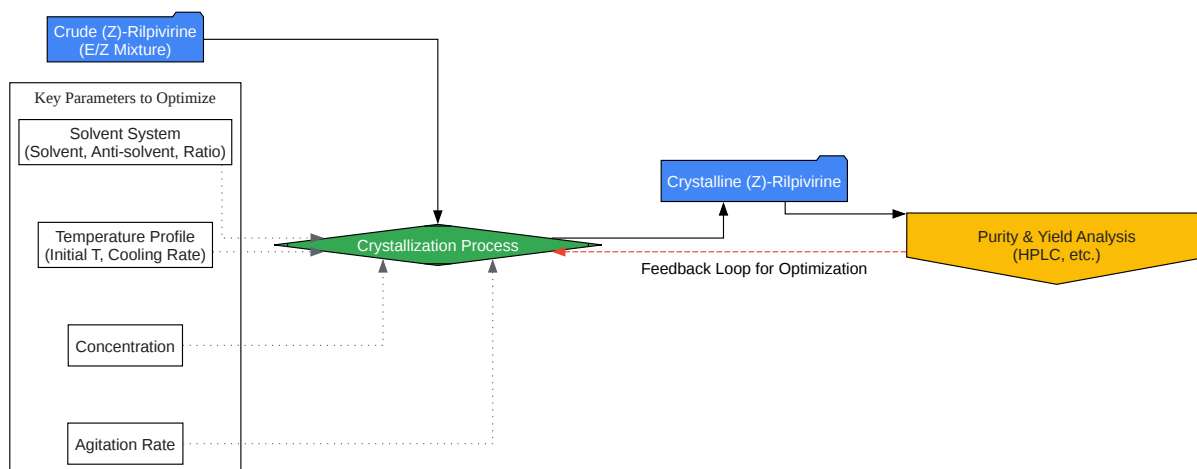 Crude (Z)-Rilpivirine
(E/Z Mixture)
Key Parameters to Optimize
Solvent System
(Solvent, Anti-solvent, Ratio)
Temperature Profile
(Initial T, Cooling Rate)
Concentration
Agitation Rate
Crystallization Process
Crystalline (Z)-Rilpivirine
Feedback Loop for Optimization
Purity & Yield Analysis
(HPLC, etc.)